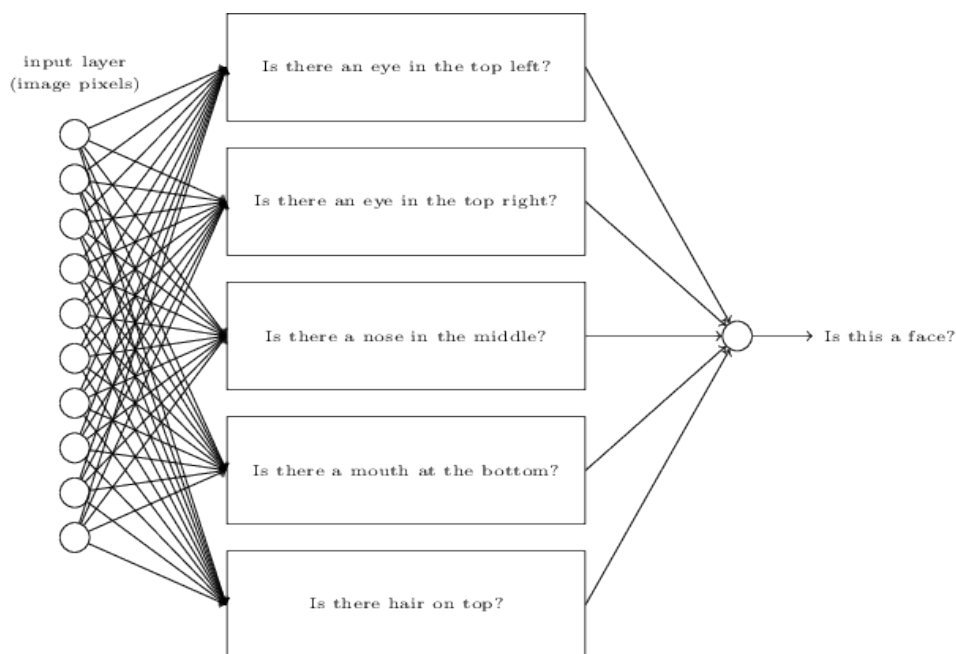 input layer
(image pixels)
Is there an eye in the top left?
Is there an eye in the top right?
Is there a nose in the middle?
Is there a mouth at the bottom?
Is there hair on top?
Is this a face?